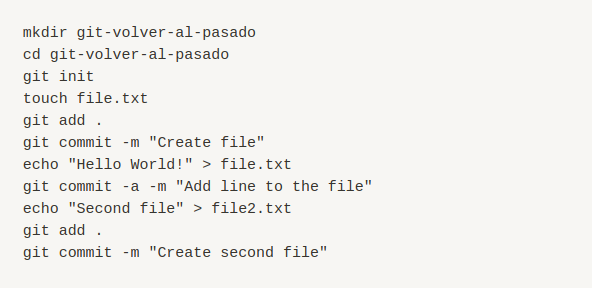 mkdir git-volver-al-pasado
cd git-volver-al-pasado
git init
touch file.txt
git add .
git commit -m "Create file"
echo "Hello World!" > file.txt
git commit -a -m "Add line to the file"
echo "Second file" > file2.txt
git add .
git commit -m "Create second file"